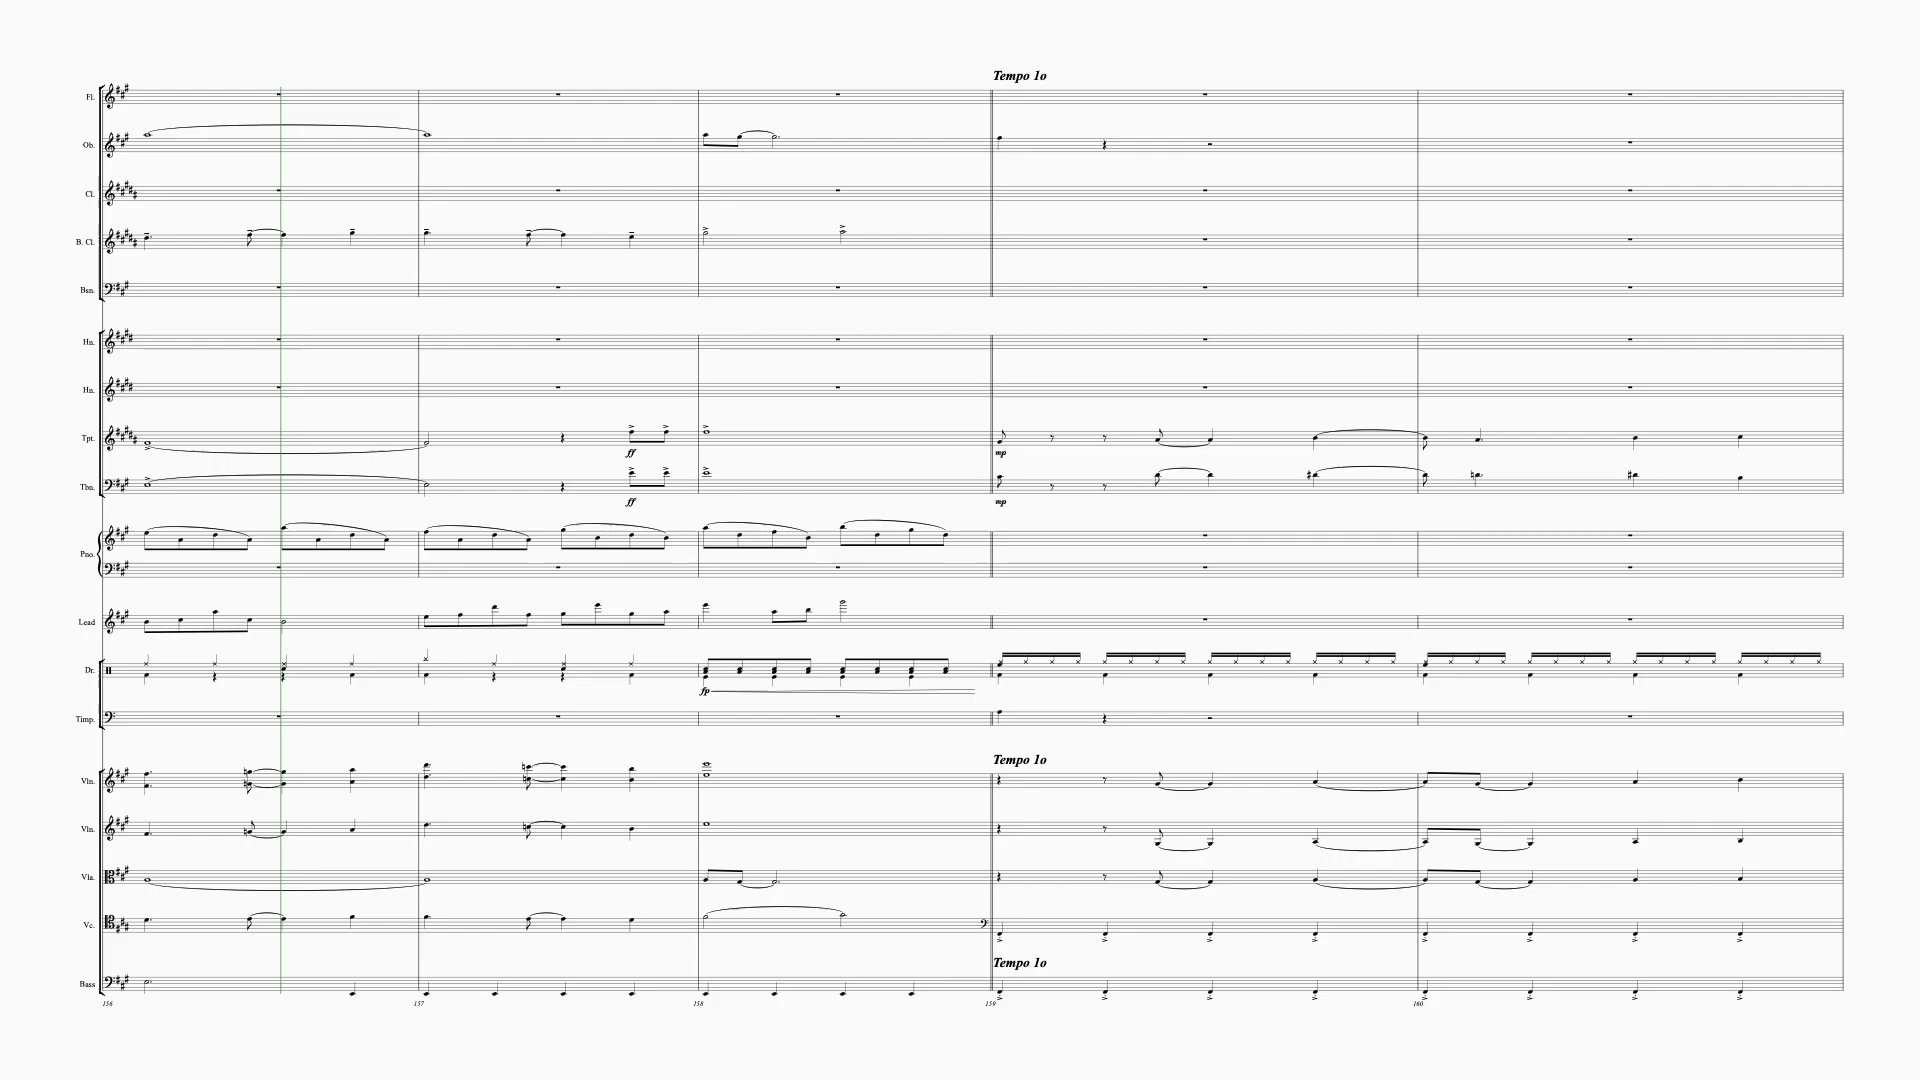 Tempo 1o
Fl.
Ob.
Cl.
B. Cl.
Bsn.
Hn.
Hn.
Tpt.
ff
mp
Tbn.
ff
mp
Pno.
Lead
Dr.
fp
Timp.
Tempo 1o
Vln.
Vln.
Vla.
Vc.
Tempo 1o
Bass
156 157 158 159 160